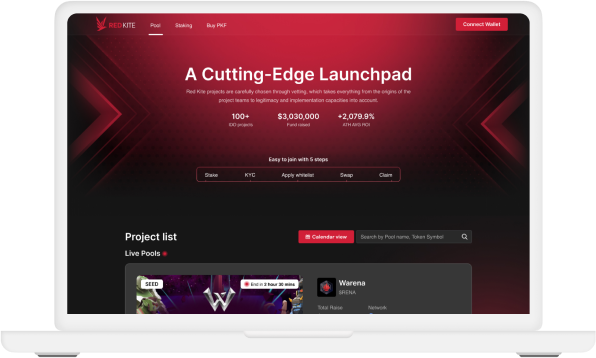 REDKITE Pool Staking Buy PKF Connect Wallet
A Cutting-Edge Launchpad
Red Kite projects are carefully chosen through vetting, which takes everything from the origins of the
project teams to legitimacy and implementation capacities into account.
100+ $3,030,000 +2,079.9%
IDO projects Fund raised ATH AVG ROI
Easy to join with 5 steps
Stake KYC Apply whitelist Swap Claim
Project list Calendar view Search by Pool name, Token Symbol
Live Pools
SEED End in 2 hour 30 mins Warena
$RENA
Total Raise Network